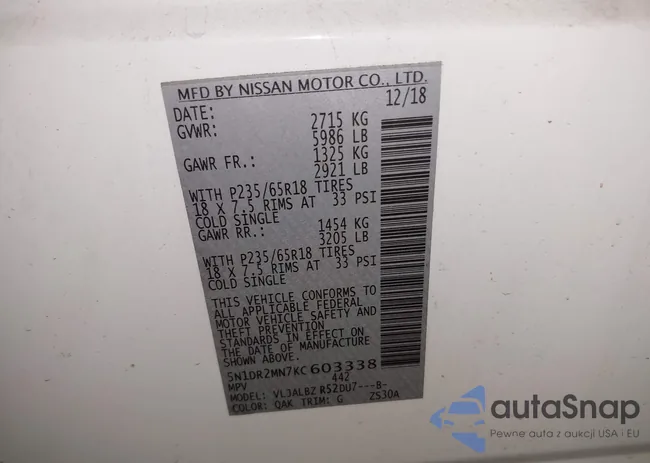 MFD BY NISSAN MOTOR CO., LTD.
DATE: 12/18
GVWR: 2715 KG
5986 LB
GAWR FR.: 1325 KG
2921 LB
WITH P235/65R18 TIRES
18 X 7.5 RIMS AT 33 PSI
COLD SINGLE
GAWR RR.: 1454 KG
3205 LB
WITH P235/65R18 TIRES
18 X 7.5 RIMS AT 33 PSI
COLD SINGLE
THIS VEHICLE CONFORMS TO
ALL APPLICABLE FEDERAL
MOTOR VEHICLE SAFETY AND
THEFT PREVENTION
STANDARDS IN EFFECT ON
THE DATE OF MANUFACTURE
SHOWN ABOVE.
5N1DR2MN7KC603338
MPV 442
MODEL: VL3ALBZ RS2DU7---B-
COLOR: QAK TRIM: G Z530A
autaSnap
Pewne auta z aukcji USA i EU